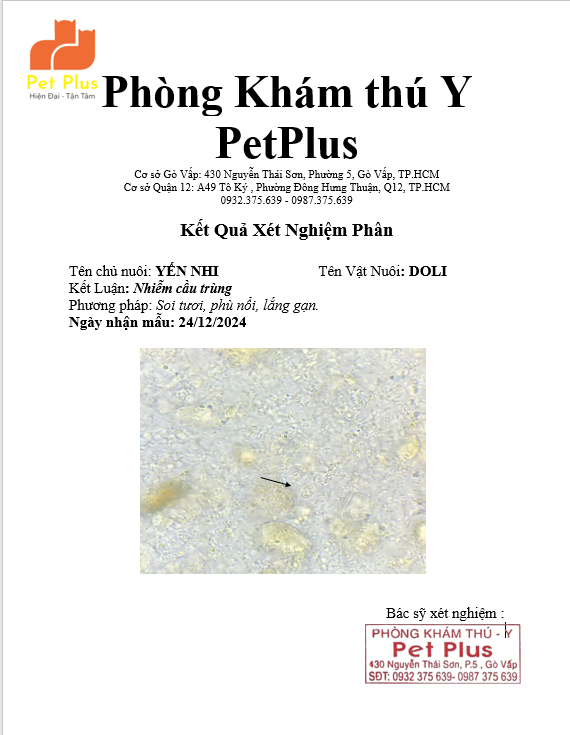 Pet Plus
Hiện Đại - Tận Tâm
Phòng Khám thú Y
PetPlus
Cơ sở Gò Vấp: 430 Nguyễn Thái Sơn, Phường 5, Gò Vấp, TP.HCM
Cơ sở Quận 12: A49 Tô Ký , Phường Đông Hưng Thuận, Q12, TP.HCM
0932.375.639 - 0987.375.639
Kết Quả Xét Nghiệm Phân
Tên chủ nuôi: YẾN NHI Tên Vật Nuôi: DOLI
Kết Luận: Nhiễm cầu trùng
Phương pháp: Soi tươi, phù nổi, lắng gạn.
Ngày nhận mẫu: 24/12/2024
Bác sỹ xét nghiệm :
PHÒNG KHÁM THÚ - Y
Pet Plus
430 Nguyễn Thái Sơn, P.5 , Gò Vấp
SĐT: 0932 375 639- 0987 375 639